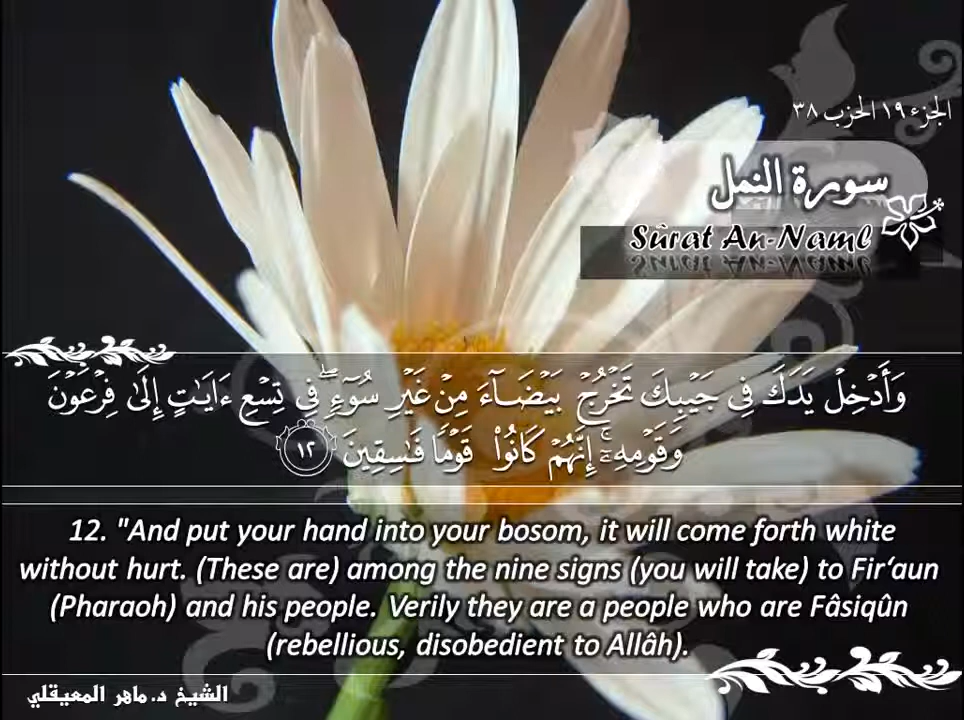 الجزء ١٩ الحزب ٣٨
سورة النمل
Sûrat An-Naml
وَأَدْخِلْ يَدَكَ فِى جَيْبِكَ تَخْرُجْ بَيْضَآءَ مِنْ غَيْرِ سُوٓءٍۢ ۖ فِى تِسْعِ ءَايَـٰتٍ إِلَىٰ فِرْعَوْنَ
وَقَوْمِهِۦٓ ۚ إِنَّهُمْ كَانُوا۟ قَوْمًا فَـٰسِقِينَ ١٢
12. "And put your hand into your bosom, it will come forth white
without hurt. (These are) among the nine signs (you will take) to Fir‘aun
(Pharaoh) and his people. Verily they are a people who are Fâsiqûn
(rebellious, disobedient to Allâh).
الشيخ د. ماهر المعيقلي